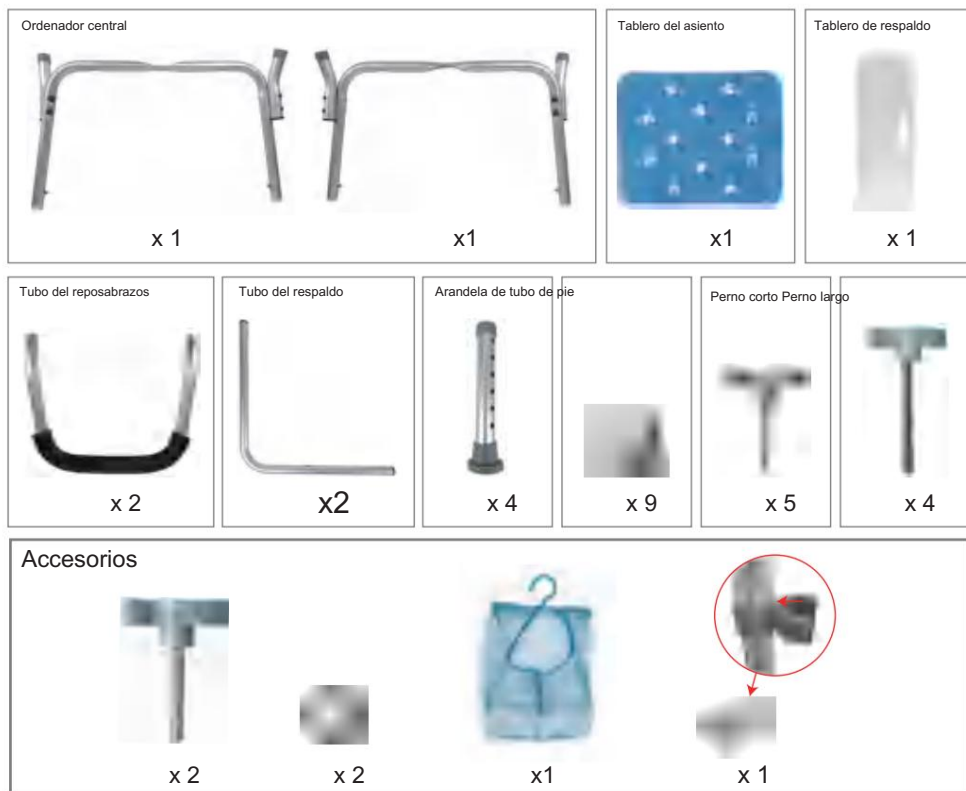 Ordenador central
x 1
x1
Tablero del asiento
x1
Tablero de respaldo
x 1
Tubo del reposabrazos
x 2
Tubo del respaldo
x2
Arandela de tubo de pie
x 4
x 9
Perno corto Perno largo
x 5
x 4
Accesorios
x 2
x 2
x1
x 1